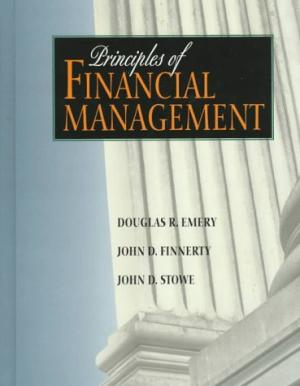 Principles of
FINANCIAL
MANAGEMENT
DOUGLAS R. EMERY
JOHN D. FINNERTY
JOHN D. STOWE